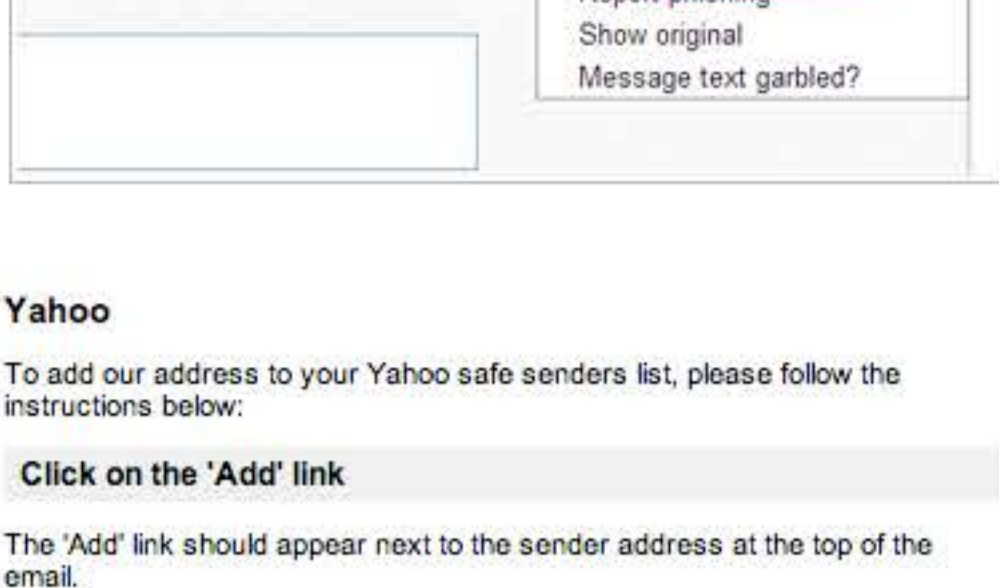 Report phishing
Show original
Message text garbled?
Yahoo
To add our address to your Yahoo safe senders list, please follow the
instructions below:
Click on the 'Add' link
The 'Add' link should appear next to the sender address at the top of the
email.